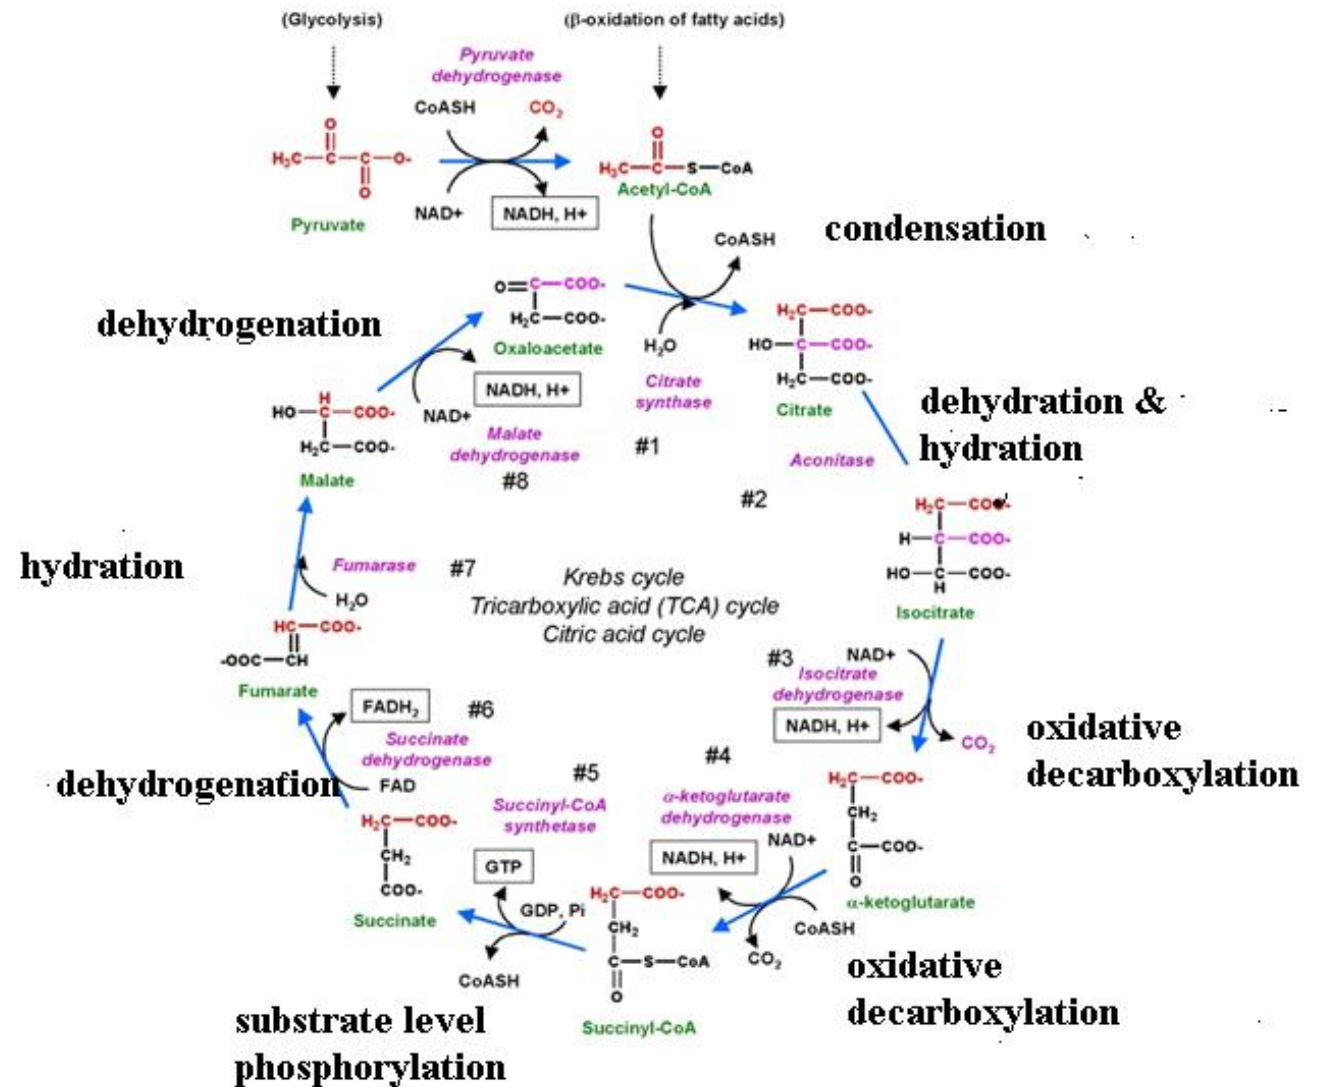 (Glycolysis)
(β-oxidation of fatty acids)
Pyruvate
dehydrogenase
CoASH
CO₂
O
H₃C—C—C—O-
O
Pyruvate
NAD+
NADH, H+
O
H₃C—C—S—CoA
Acetyl-CoA
CoASH
condensation
dehydrogenation
O=C—COO-
H₂C—COO-
Oxaloacetate
H₂O
Citrate
synthase
#1
H₂C—COO-
HO—C—COO-
H₂C—COO-
Citrate
dehydration &
hydration
Aconitase
#2
NADH, H+
NAD+
Malate
dehydrogenase
#8
H
HO—C—COO-
H₂C—COO-
Malate
H₂C—COO-
H—C—COO-
HO—C—COO-
H
Isocitrate
hydration
Fumarase
#7
H₂O
Krebs cycle
Tricarboxylic acid (TCA) cycle
Citric acid cycle
HC—COO-
-OOC—CH
Fumarate
#3
NAD+
Isocitrate
dehydrogenase
NADH, H+
CO₂
oxidative
decarboxylation
FADH₂
#6
Succinate
dehydrogenase
FAD
dehydrogenation
#5
Succinyl-CoA
synthetase
#4
α-ketoglutarate
dehydrogenase
NAD+
NADH, H+
H₂C—COO-
CH₂
C—COO-
O
α-ketoglutarate
CoASH
CO₂
oxidative
decarboxylation
H₂C—COO-
CH₂
COO-
Succinate
GTP
GDP, Pi
CoASH
H₂C—COO-
CH₂
C—S—CoA
O
Succinyl-CoA
substrate level
phosphorylation